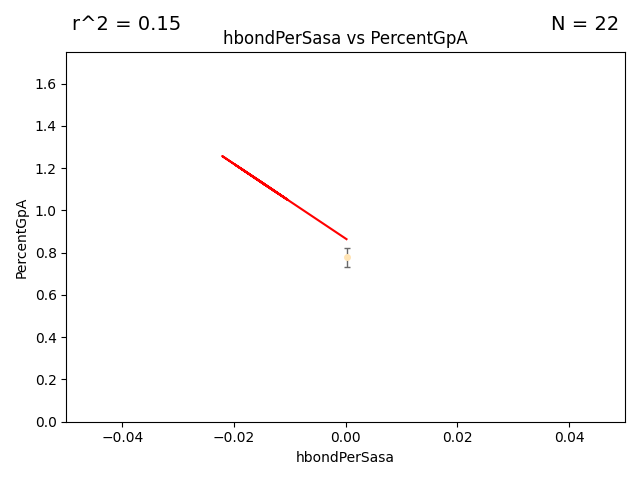 r^2 = 0.15
N = 22
hbondPerSasa vs PercentGpA
PercentGpA
1.6
1.4
1.2
1.0
0.8
0.6
0.4
0.2
0.0
−0.04
−0.02
0.00
0.02
0.04
hbondPerSasa